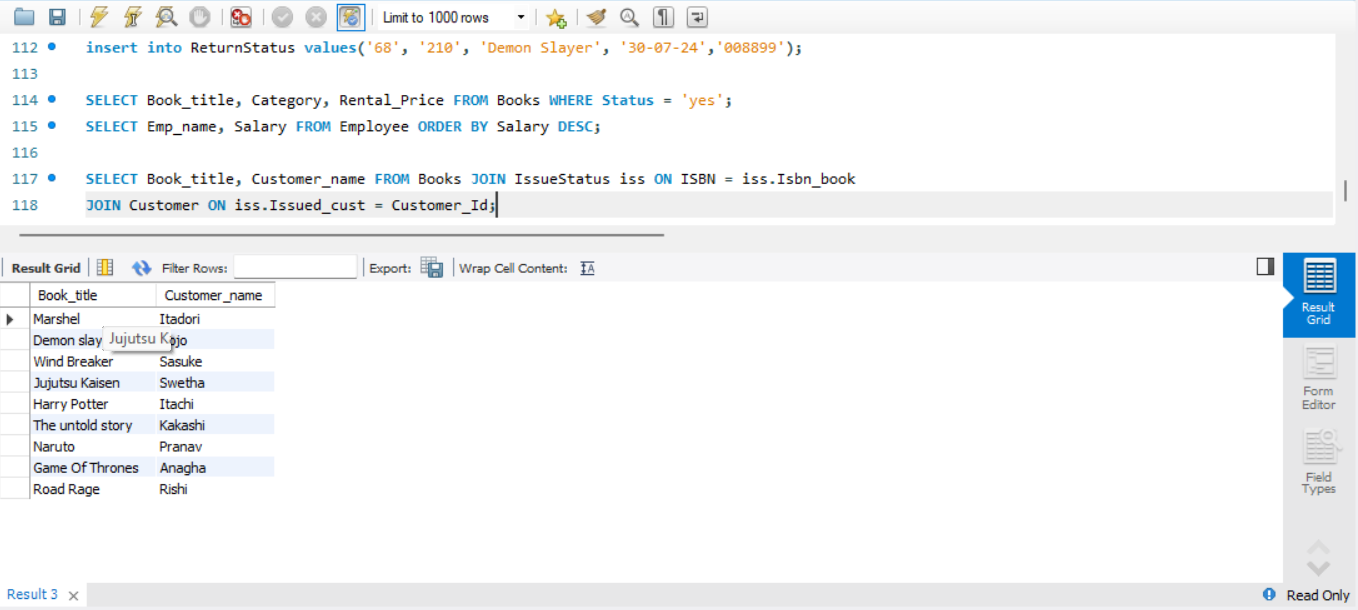 Limit to 1000 rows
112 insert into ReturnStatus values('68', '210', 'Demon Slayer', '30-07-24','008899');
113
114 SELECT Book_title, Category, Rental_Price FROM Books WHERE Status = 'yes';
115 SELECT Emp_name, Salary FROM Employee ORDER BY Salary DESC;
116
117 SELECT Book_title, Customer_name FROM Books JOIN IssueStatus iss ON ISBN = iss.Isbn_book
118 JOIN Customer ON iss.Issued_cust = Customer_Id;
Result Grid Filter Rows: Export: Wrap Cell Content: IA
Book_title Customer_name
Marshel Itadori
Demon slay Jujutsu K ojo
Wind Breaker Sasuke
Jujutsu Kaisen Swetha
Harry Potter Itachi
The untold story Kakashi
Naruto Pranav
Game Of Thrones Anagha
Road Rage Rishi
Result
Grid
Form
Editor
Field
Types
Result 3 Read Only